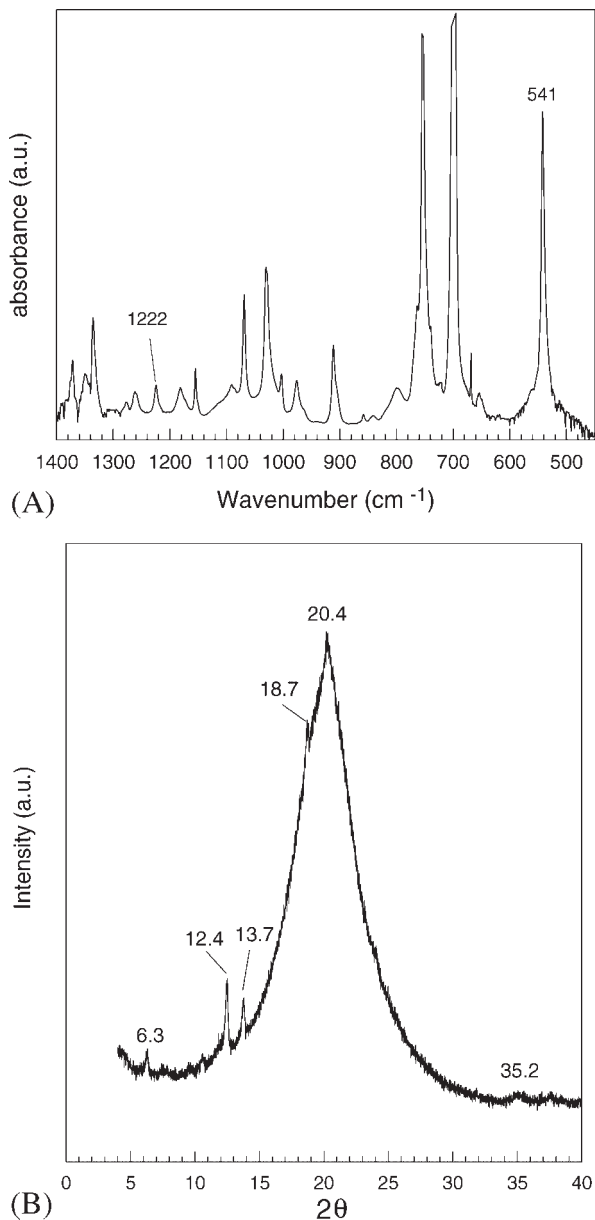 absorbance (a.u.)
541
1222
1400 1300 1200 1100 1000 900 800 700 600 500
Wavenumber (cm -1)
(A)
Intensity (a.u.)
20.4
18.7
12.4
13.7
6.3
35.2
0 5 10 15 20 25 30 35 40
2θ
(B)